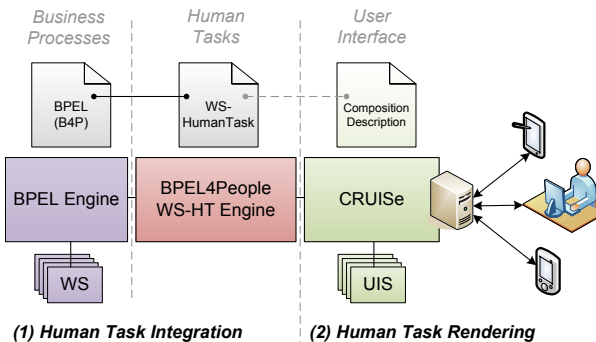 Business
Processes
Human
Tasks
User
Interface
BPEL
(B4P)
WS-
HumanTask
Composition
Description
BPEL Engine
BPEL4People
WS-HT Engine
CRUISe
WS
UIS
(1) Human Task Integration
(2) Human Task Rendering